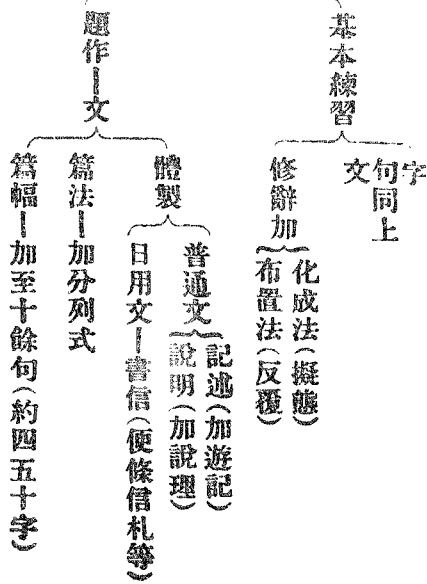 基本練習
字
句同上
文
修辭加
化成法(擬態)
布置法(反覆)
題作—文
體製
普通文
記述(加遊記)
說明(加說理)
日用文—書信(便條信札等)
篇法—加分列式
篇幅—加至十餘句(約四五十字)